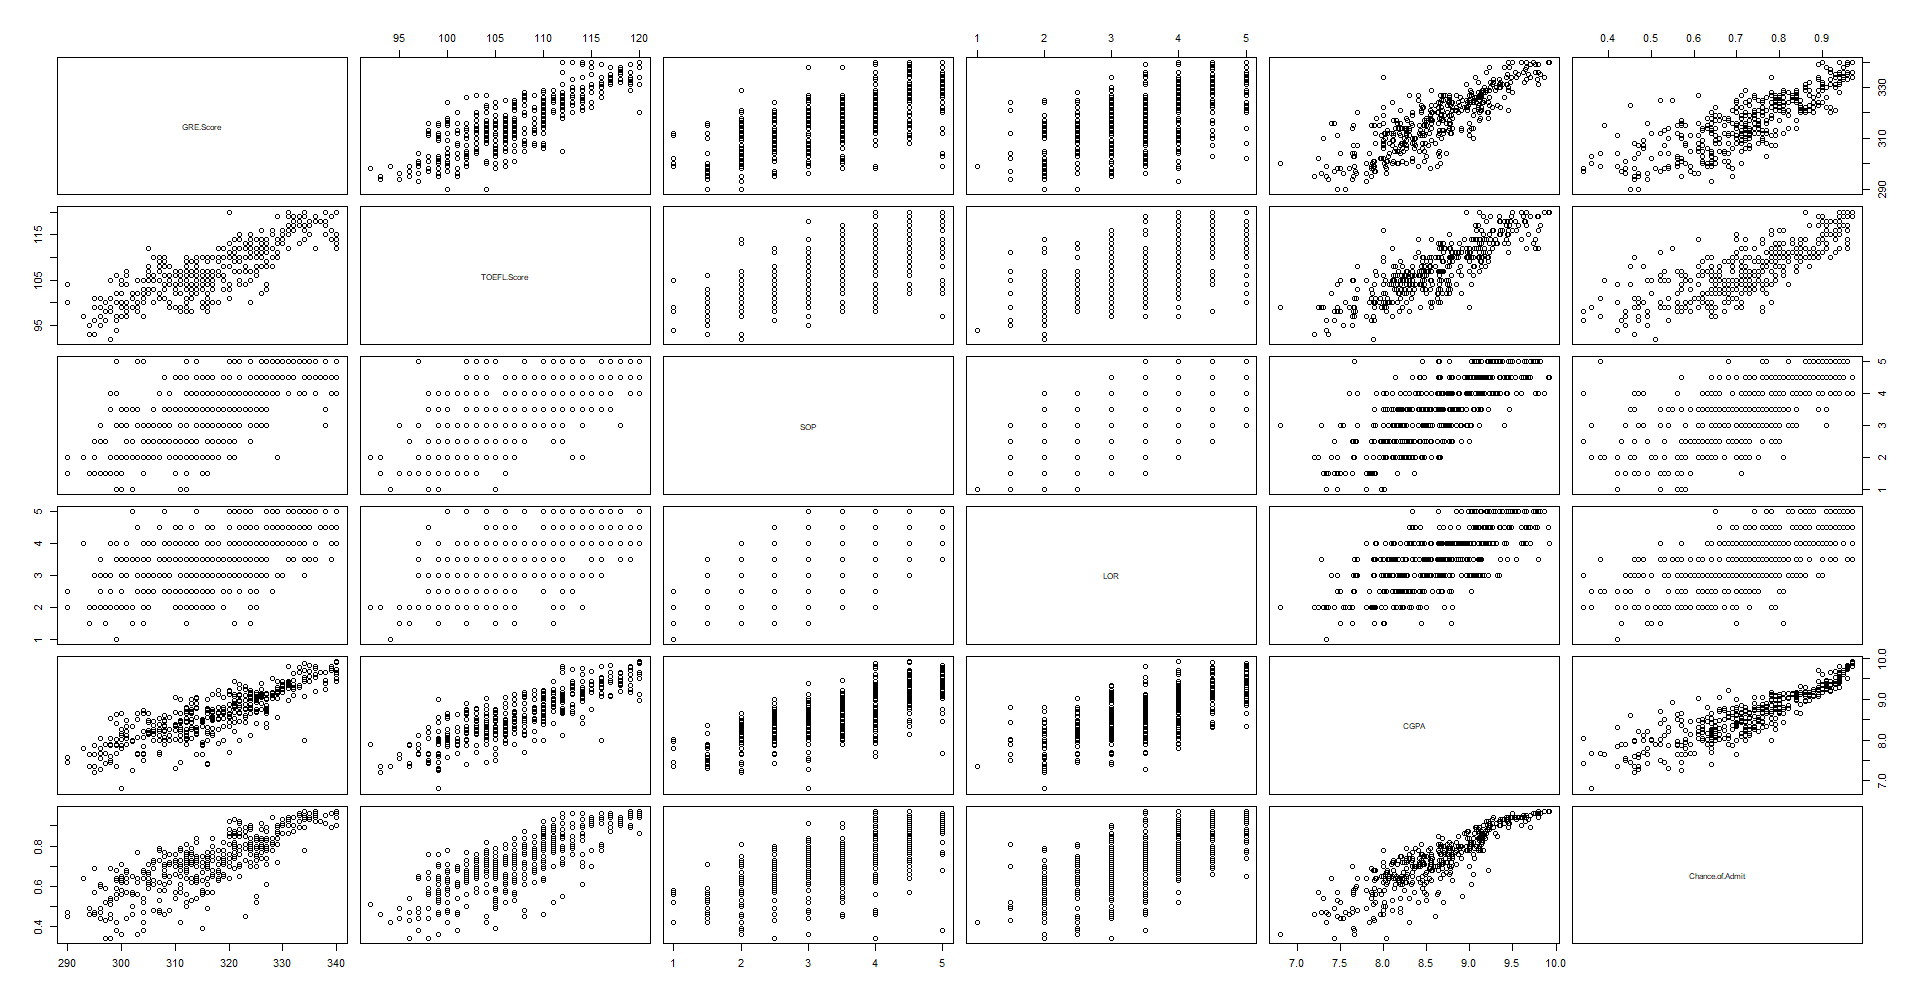 95 100 105 110 115 120
1 2 3 4 5
0.4 0.5 0.6 0.7 0.8 0.9
GRE.Score
290 310 330
95 105 115
TOEFL.Score
SOP
1 2 3 4 5
1 2 3 4 5
LOR
CGPA
7.0 8.0 9.0 10.0
0.4 0.6 0.8
Chance.of.Admit
290 300 310 320 330 340
1 2 3 4 5
7.0 7.5 8.0 8.5 9.0 9.5 10.0